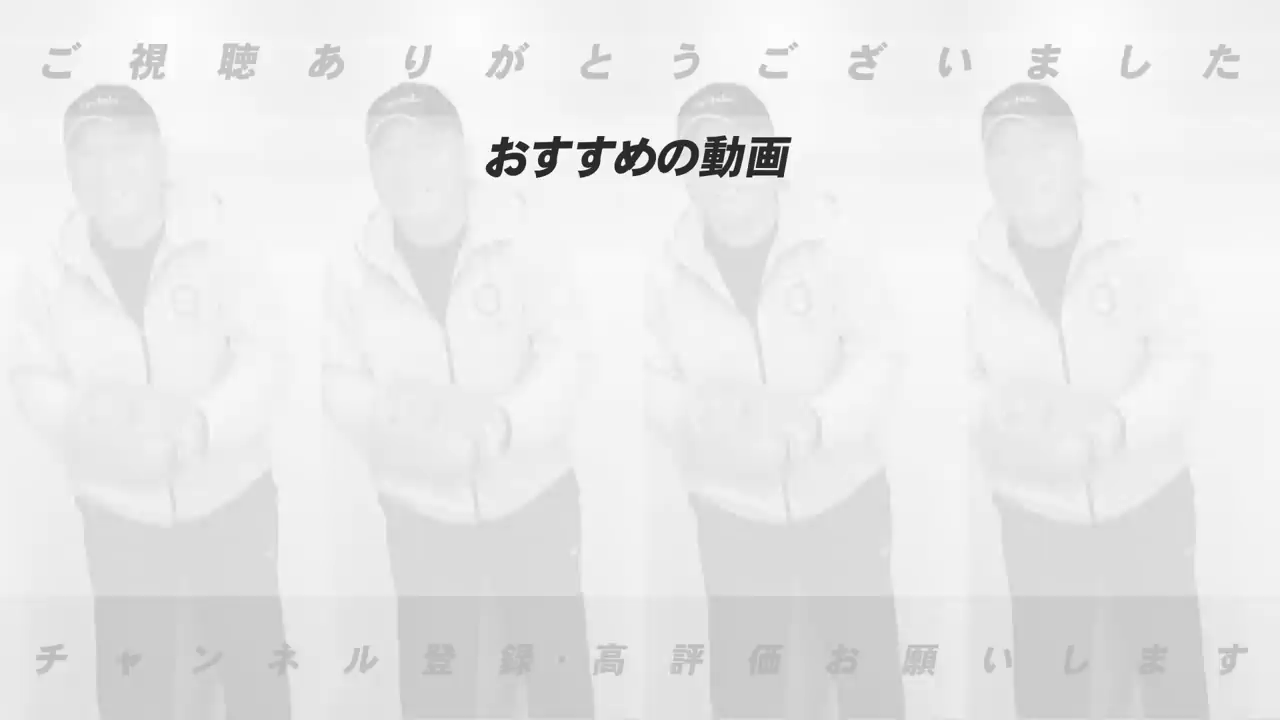 ご視聴ありがとうございました
おすすめの動画
チャンネル登録・高評価お願いします